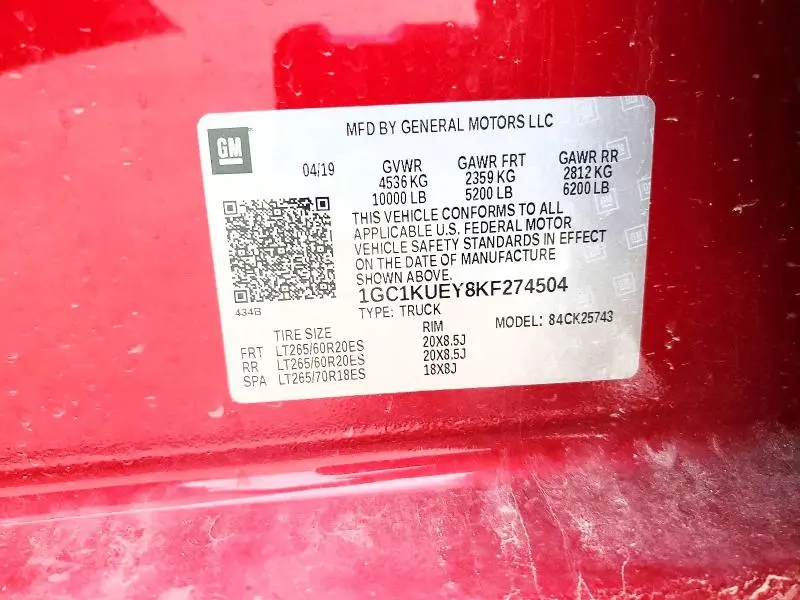 GM
MFD BY GENERAL MOTORS LLC
04/19 GVWR GAWR FRT GAWR RR
4536 KG 2359 KG 2812 KG
10000 LB 5200 LB 6200 LB
THIS VEHICLE CONFORMS TO ALL
APPLICABLE U.S. FEDERAL MOTOR
VEHICLE SAFETY STANDARDS IN EFFECT
ON THE DATE OF MANUFACTURE
SHOWN ABOVE.
1GC1KUEY8KF274504
434B
TYPE: TRUCK MODEL: 84CK25743
TIRE SIZE RIM
FRT LT265/60R20ES 20X8.5J
RR LT265/60R20ES 20X8.5J
SPA LT265/70R18ES 18X8J